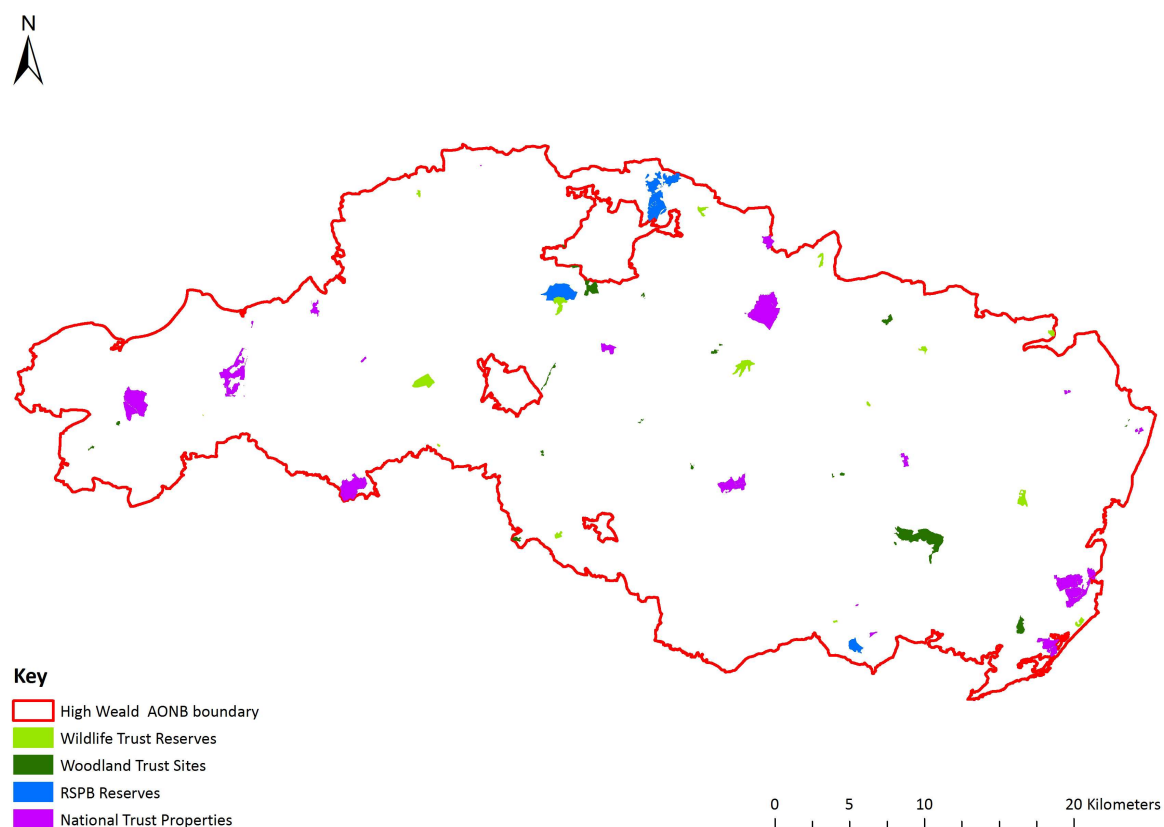 N
Key
High Weald AONB boundary
Wildlife Trust Reserves
Woodland Trust Sites
RSPB Reserves
National Trust Properties
0 5 10 20 Kilometers